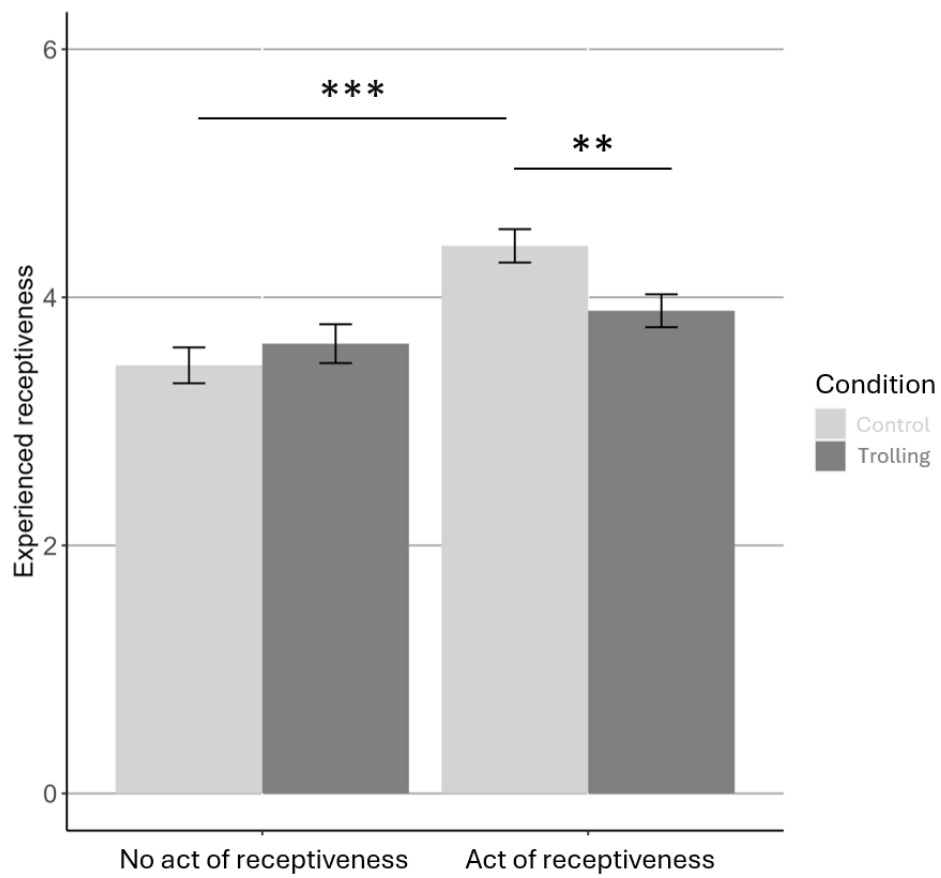 6
***
**
4
2
0
Experienced receptiveness
No act of receptiveness
Act of receptiveness
Condition
Control
Trolling